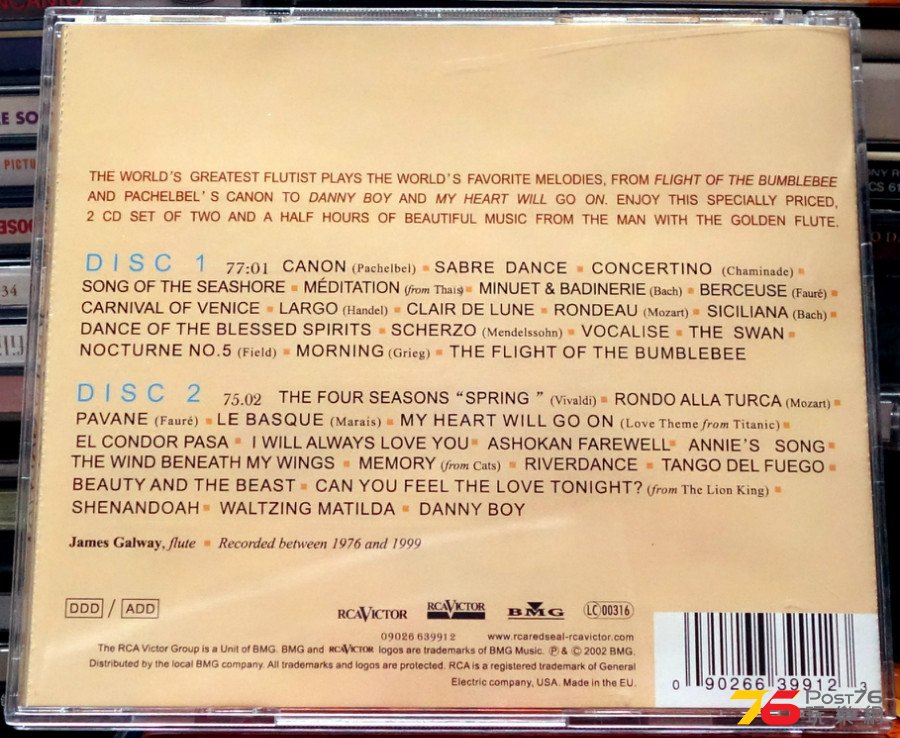 THE WORLD'S GREATEST FLUTIST PLAYS THE WORLD'S FAVORITE MELODIES, FROM FLIGHT OF THE BUMBLEBEE
AND PACHELBEL'S CANON TO DANNY BOY AND MY HEART WILL GO ON. ENJOY THIS SPECIALLY PRICED,
2 CD SET OF TWO AND A HALF HOURS OF BEAUTIFUL MUSIC FROM THE MAN WITH THE GOLDEN FLUTE.
DISC 1 77:01 CANON (Pachelbel) ▪ SABRE DANCE ▪ CONCERTINO (Chaminade) ▪
SONG OF THE SEASHORE ▪ MÉDITATION (from Thais) ▪ MINUET & BADINERIE (Bach) ▪ BERCEUSE (Fauré) ▪
CARNIVAL OF VENICE ▪ LARGO (Handel) ▪ CLAIR DE LUNE ▪ RONDEAU (Mozart) ▪ SICILIANA (Bach) ▪
DANCE OF THE BLESSED SPIRITS ▪ SCHERZO (Mendelssohn) ▪ VOCALISE ▪ THE SWAN ▪
NOCTURNE NO.5 (Field) ▪ MORNING (Grieg) ▪ THE FLIGHT OF THE BUMBLEBEE
DISC 2 75.02 THE FOUR SEASONS "SPRING " (Vivaldi) ▪ RONDO ALLA TURCA (Mozart) ▪
PAVANE (Fauré) ▪ LE BASQUE (Marais) ▪ MY HEART WILL GO ON (Love Theme from Titanic) ▪
EL CONDOR PASA ▪ I WILL ALWAYS LOVE YOU ▪ ASHOKAN FAREWELL ▪ ANNIE'S SONG ▪
THE WIND BENEATH MY WINGS ▪ MEMORY (from Cats) ▪ RIVERDANCE ▪ TANGO DEL FUEGO ▪
BEAUTY AND THE BEAST ▪ CAN YOU FEEL THE LOVE TONIGHT? (from The Lion King) ▪
SHENANDOAH ▪ WALTZING MATILDA ▪ DANNY BOY
James Galway, flute ▪ Recorded between 1976 and 1999
DDD / ADD
RCA VICTOR RCA VICTOR BMG LC 00316
09026 639912 www.rcaredseal-rcavictor.com
The RCA Victor Group is a Unit of BMG. BMG and RCA VICTOR logos are trademarks of BMG Music. ℗ & © 2002 BMG.
Distributed by the local BMG company. All trademarks and logos are protected. RCA is a registered trademark of General
Electric company, USA. Made in the EU.
0 90266 39912 3
76 Post76